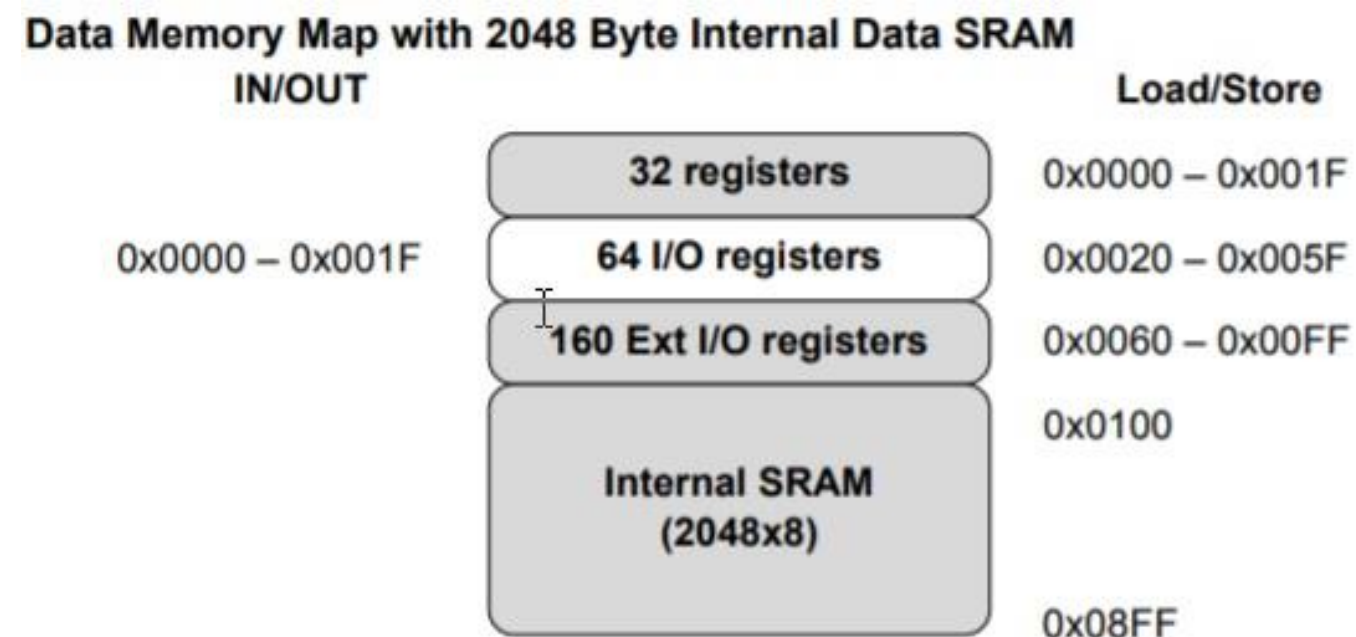 Data Memory Map with 2048 Byte Internal Data SRAM
IN/OUT Load/Store
32 registers 0x0000 – 0x001F
0x0000 – 0x001F 64 I/O registers 0x0020 – 0x005F
160 Ext I/O registers 0x0060 – 0x00FF
0x0100
Internal SRAM
(2048x8)
0x08FF